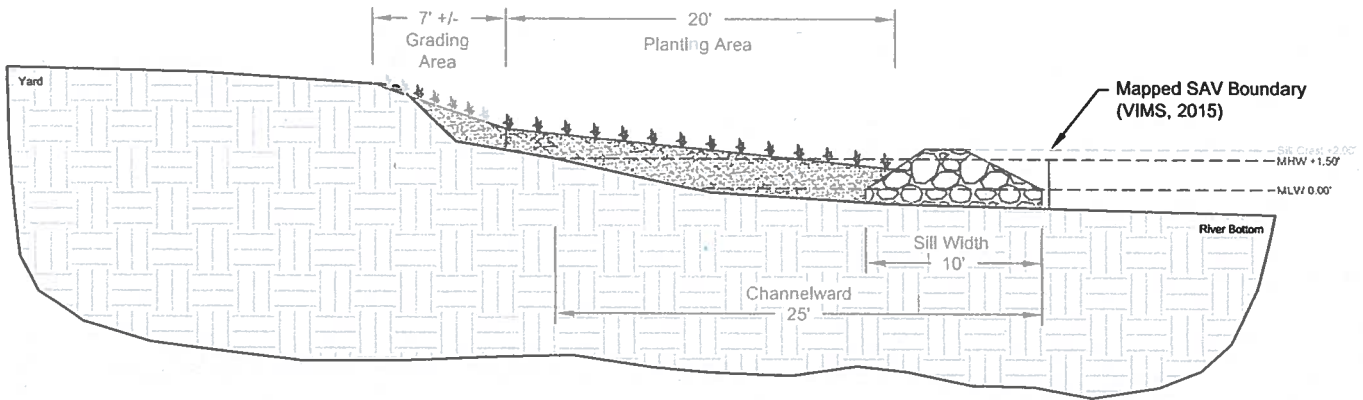 7' +/-
Grading
Area
20'
Planting Area
Yard
Mapped SAV Boundary
(VIMS, 2015)
Sill Crest +2.00'
MHW +1.50'
MLW 0.00'
River Bottom
Sill Width
10'
Channelward
25'